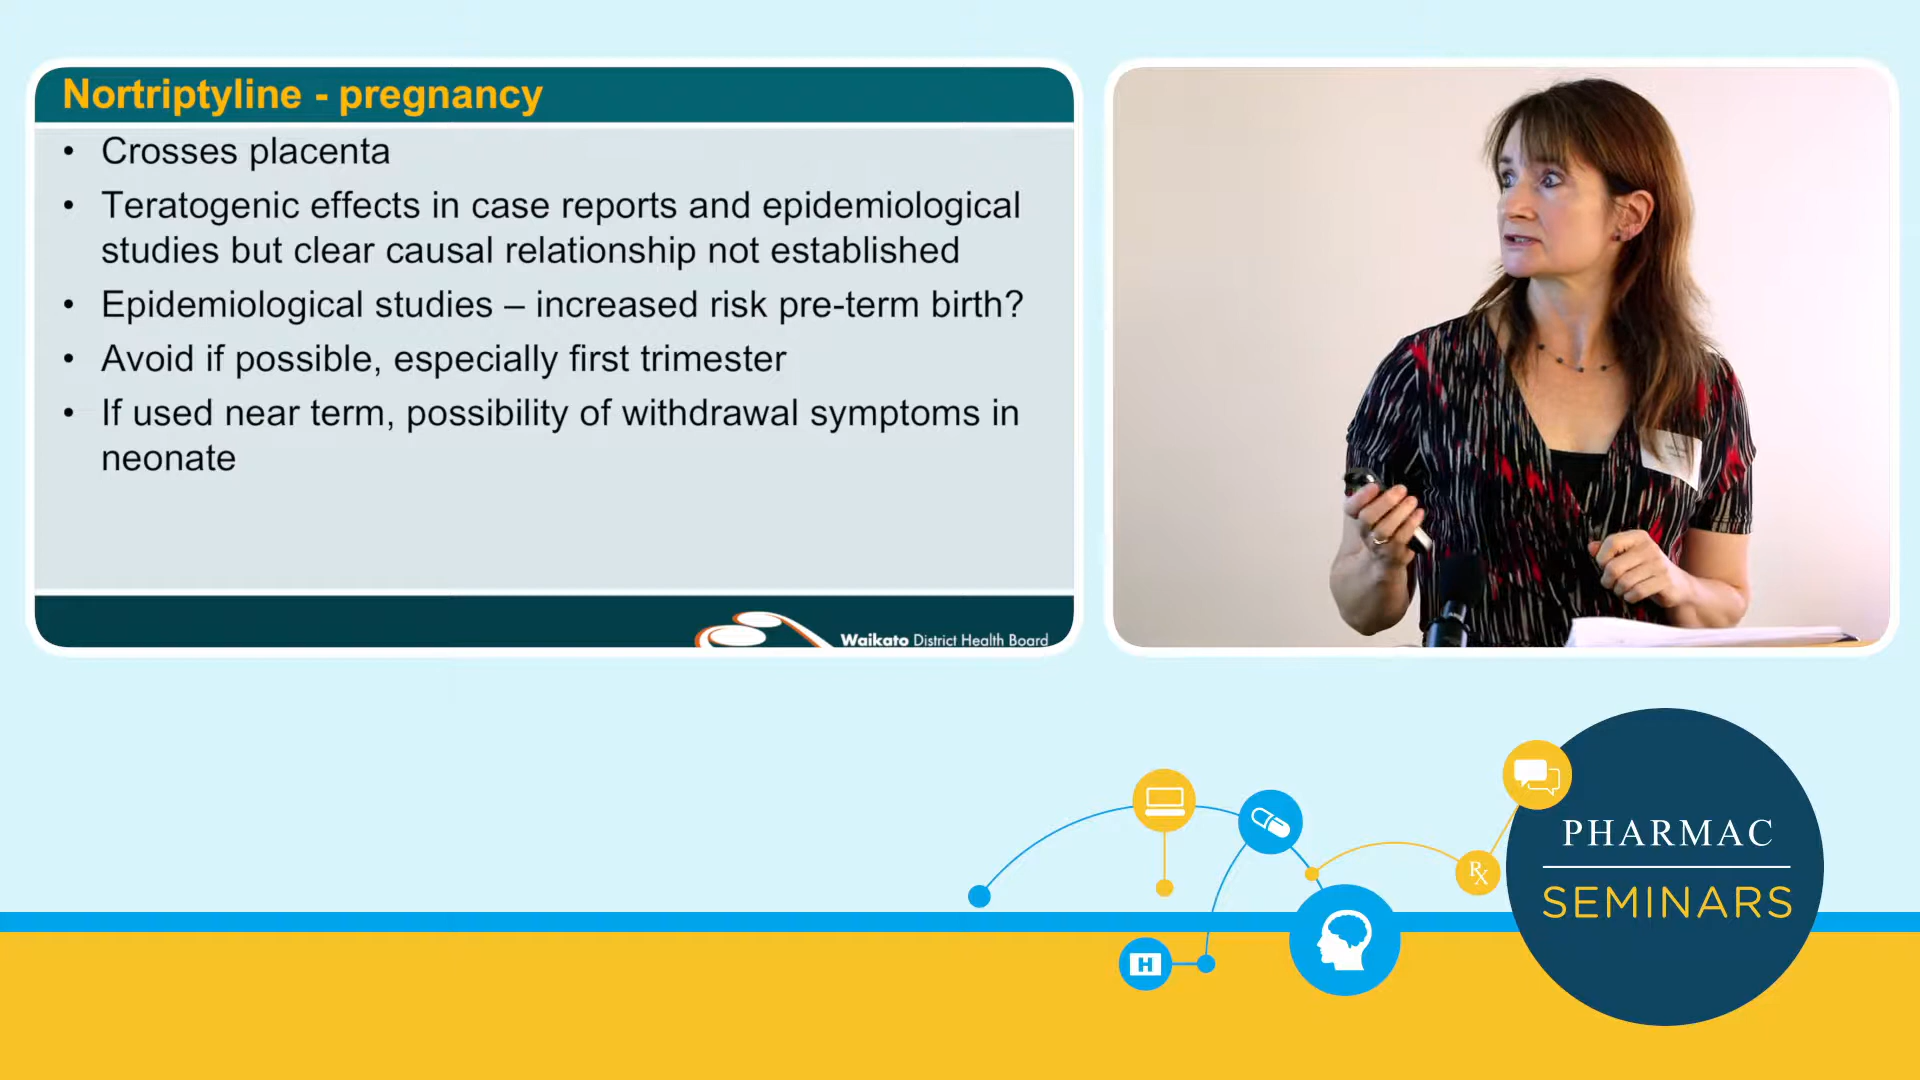 Nortriptyline - pregnancy
• Crosses placenta
• Teratogenic effects in case reports and epidemiological
studies but clear causal relationship not established
• Epidemiological studies – increased risk pre-term birth?
• Avoid if possible, especially first trimester
• If used near term, possibility of withdrawal symptoms in
neonate
Waikato District Health Board
H
Rx
PHARMAC
SEMINARS